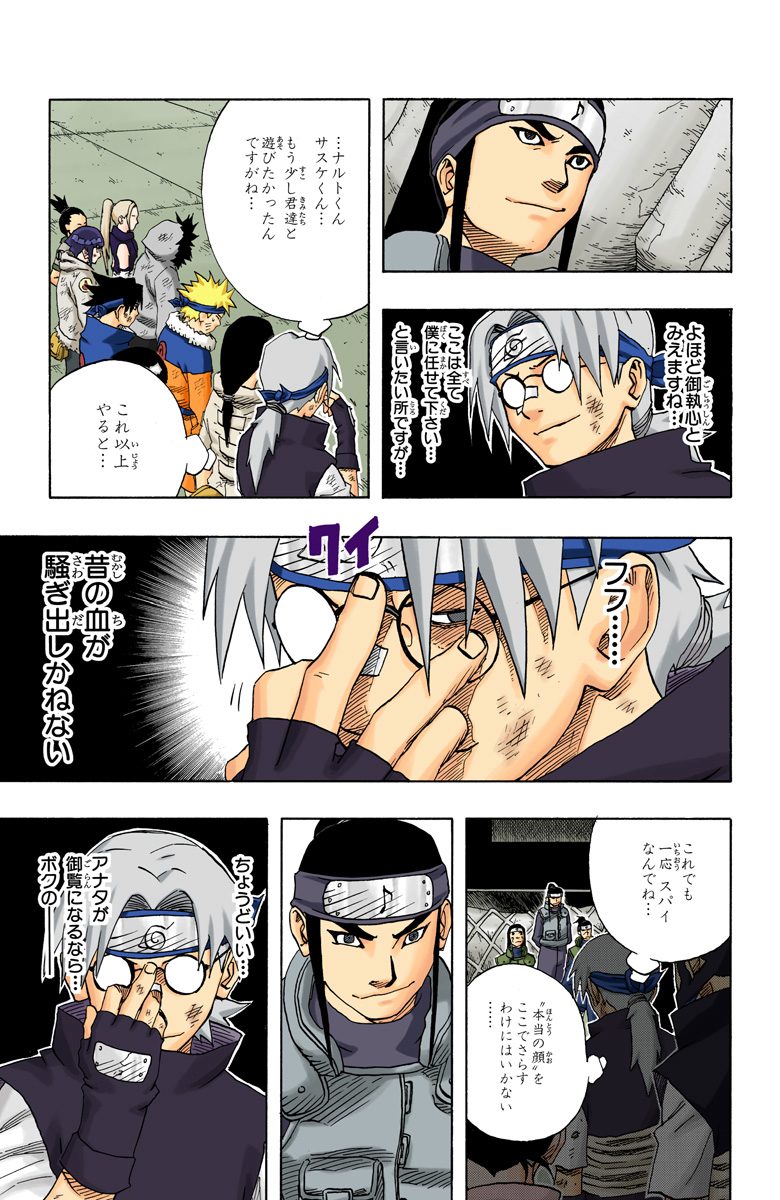 よほど御執心と
みえますね…
ここは全て
僕に任せて下さい…
と言いたい所ですが…
…ナルトくん
サスケくん…
もう少し君達と
遊びたかったん
ですがね…
これ以上
やると…
フフ……
クイ
昔の血が
騒ぎ出しかねない
これでも
一応スパイ
なんでね…
“本当の顔”を
ここでさらす
わけにはいかない
……
ちょうどいい…
アナタが
御覧になるなら…
ボクの──